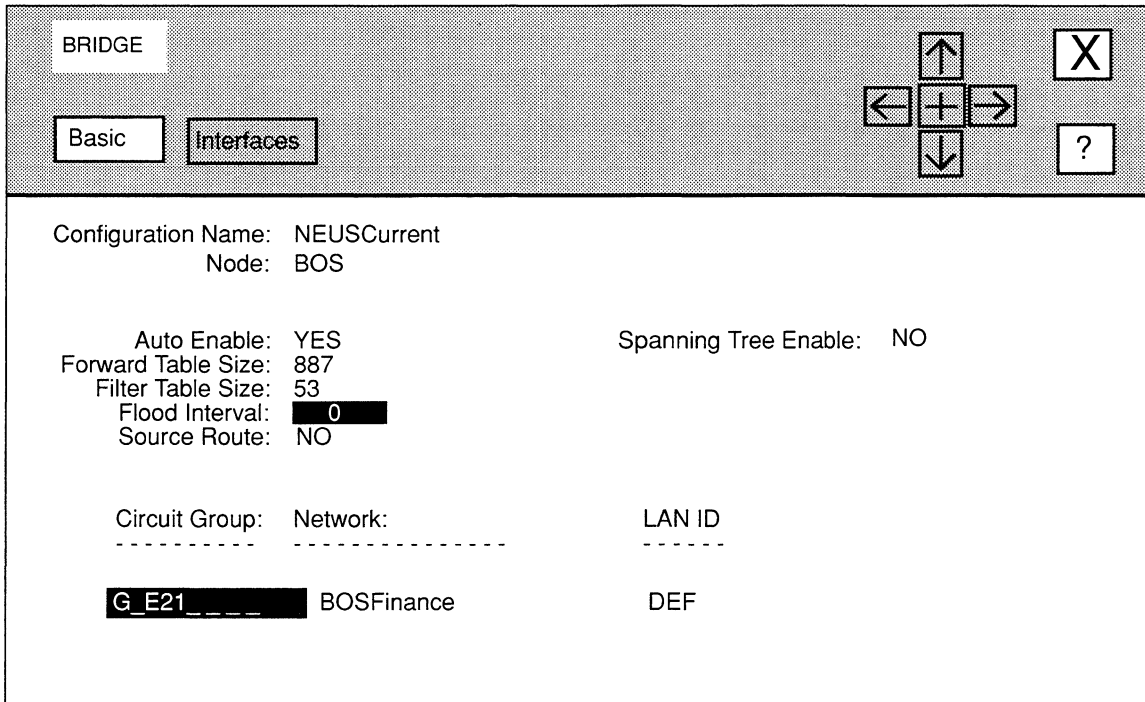 BRIDGE
X
Basic Interfaces
?
Configuration Name: NEUSCurrent
Node: BOS
Auto Enable: YES Spanning Tree Enable: NO
Forward Table Size: 887
Filter Table Size: 53
Flood Interval: 0
Source Route: NO
Circuit Group: Network: LAN ID
G_E21_ _ _ _ BOSFinance DEF